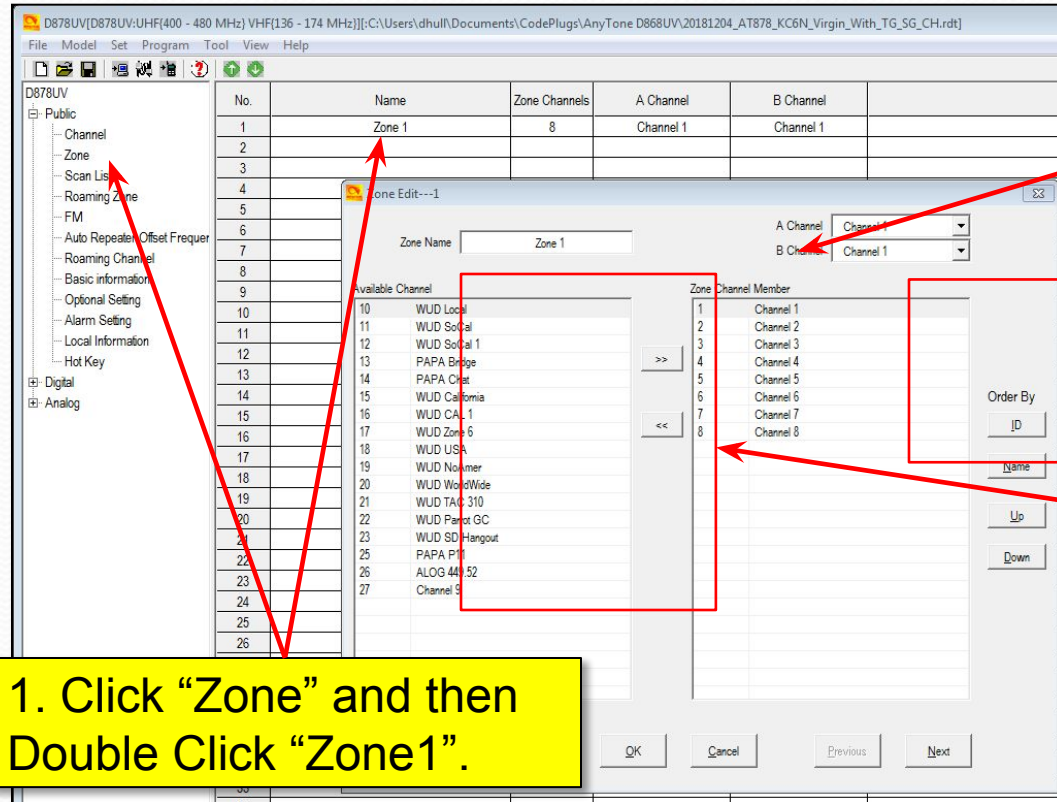 D878UV[D878UV:UHF{400 - 480 MHz} VHF{136 - 174 MHz}][:C:\Users\dhull\Documents\CodePlugs\AnyTone D868UV\20181204_AT878_KC6N_Virgin_With_TG_SG_CH.rdt]
File Model Set Program Tool View Help
D878UV
Public
Channel
Zone
Scan List
Roaming Zone
FM
Auto Repeater Offset Frequer
Roaming Channel
Basic information
Optional Setting
Alarm Setting
Local Information
Hot Key
Digital
Analog
No. Name Zone Channels A Channel B Channel
1 Zone 1 8 Channel 1 Channel 1
2
3
4
5
6
7
8
9
10
11
12
13
14
15
16
17
18
19
20
21
22
23
24
25
26
Zone Edit---1
Zone Name Zone 1
A Channel Channel 1
B Channel Channel 1
Available Channel
10 WUD Local
11 WUD SoCal
12 WUD SoCal 1
13 PAPA Bridge
14 PAPA Chat
15 WUD California
16 WUD CAL 1
17 WUD Zone 6
18 WUD USA
19 WUD NoAmer
20 WUD WorldWide
21 WUD TAC 310
22 WUD Parrot GC
23 WUD SD Hangout
25 PAPA P11
26 ALOG 449.52
27 Channel 9
>>
<<
Zone Channel Member
1 Channel 1
2 Channel 2
3 Channel 3
4 Channel 4
5 Channel 5
6 Channel 6
7 Channel 7
8 Channel 8
Order By
ID
Name
Up
Down
OK Cancel Previous Next
1. Click “Zone” and then
Double Click “Zone1”.
33